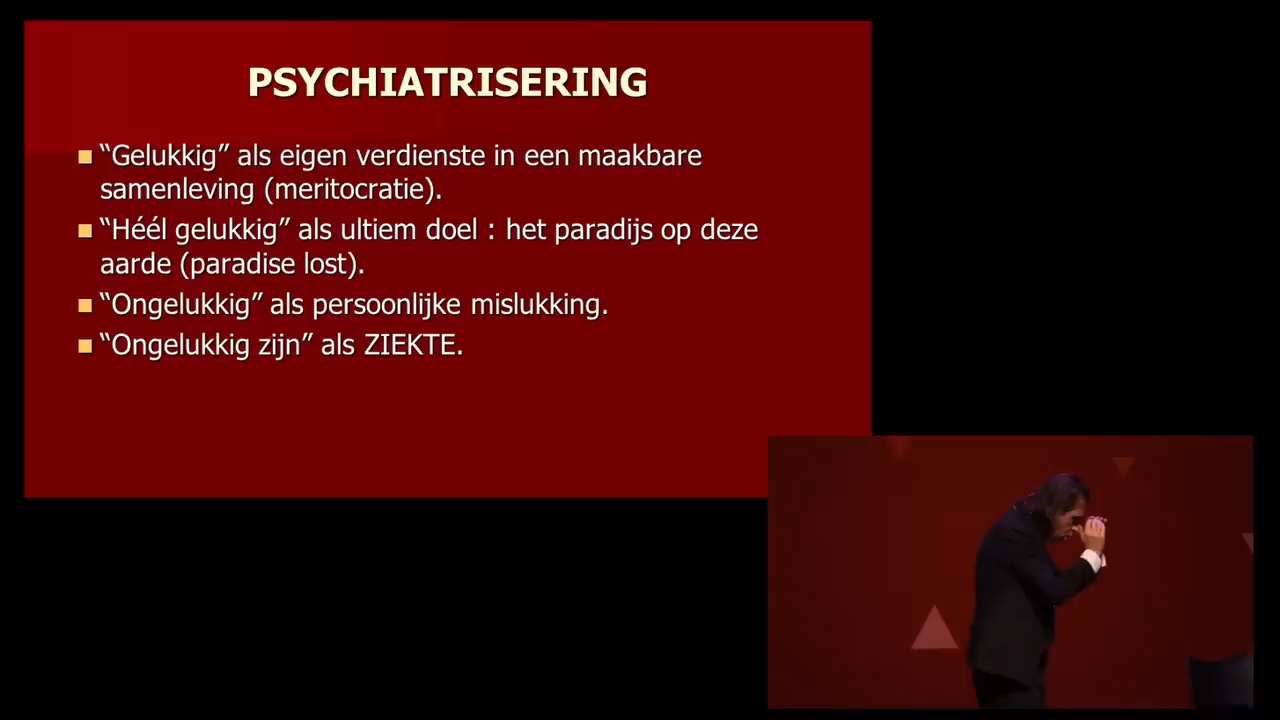 PSYCHIATRISERING
“Gelukkig” als eigen verdienste in een maakbare
samenleving (meritocratie).
“Héél gelukkig” als ultiem doel : het paradijs op deze
aarde (paradise lost).
“Ongelukkig” als persoonlijke mislukking.
“Ongelukkig zijn” als ZIEKTE.